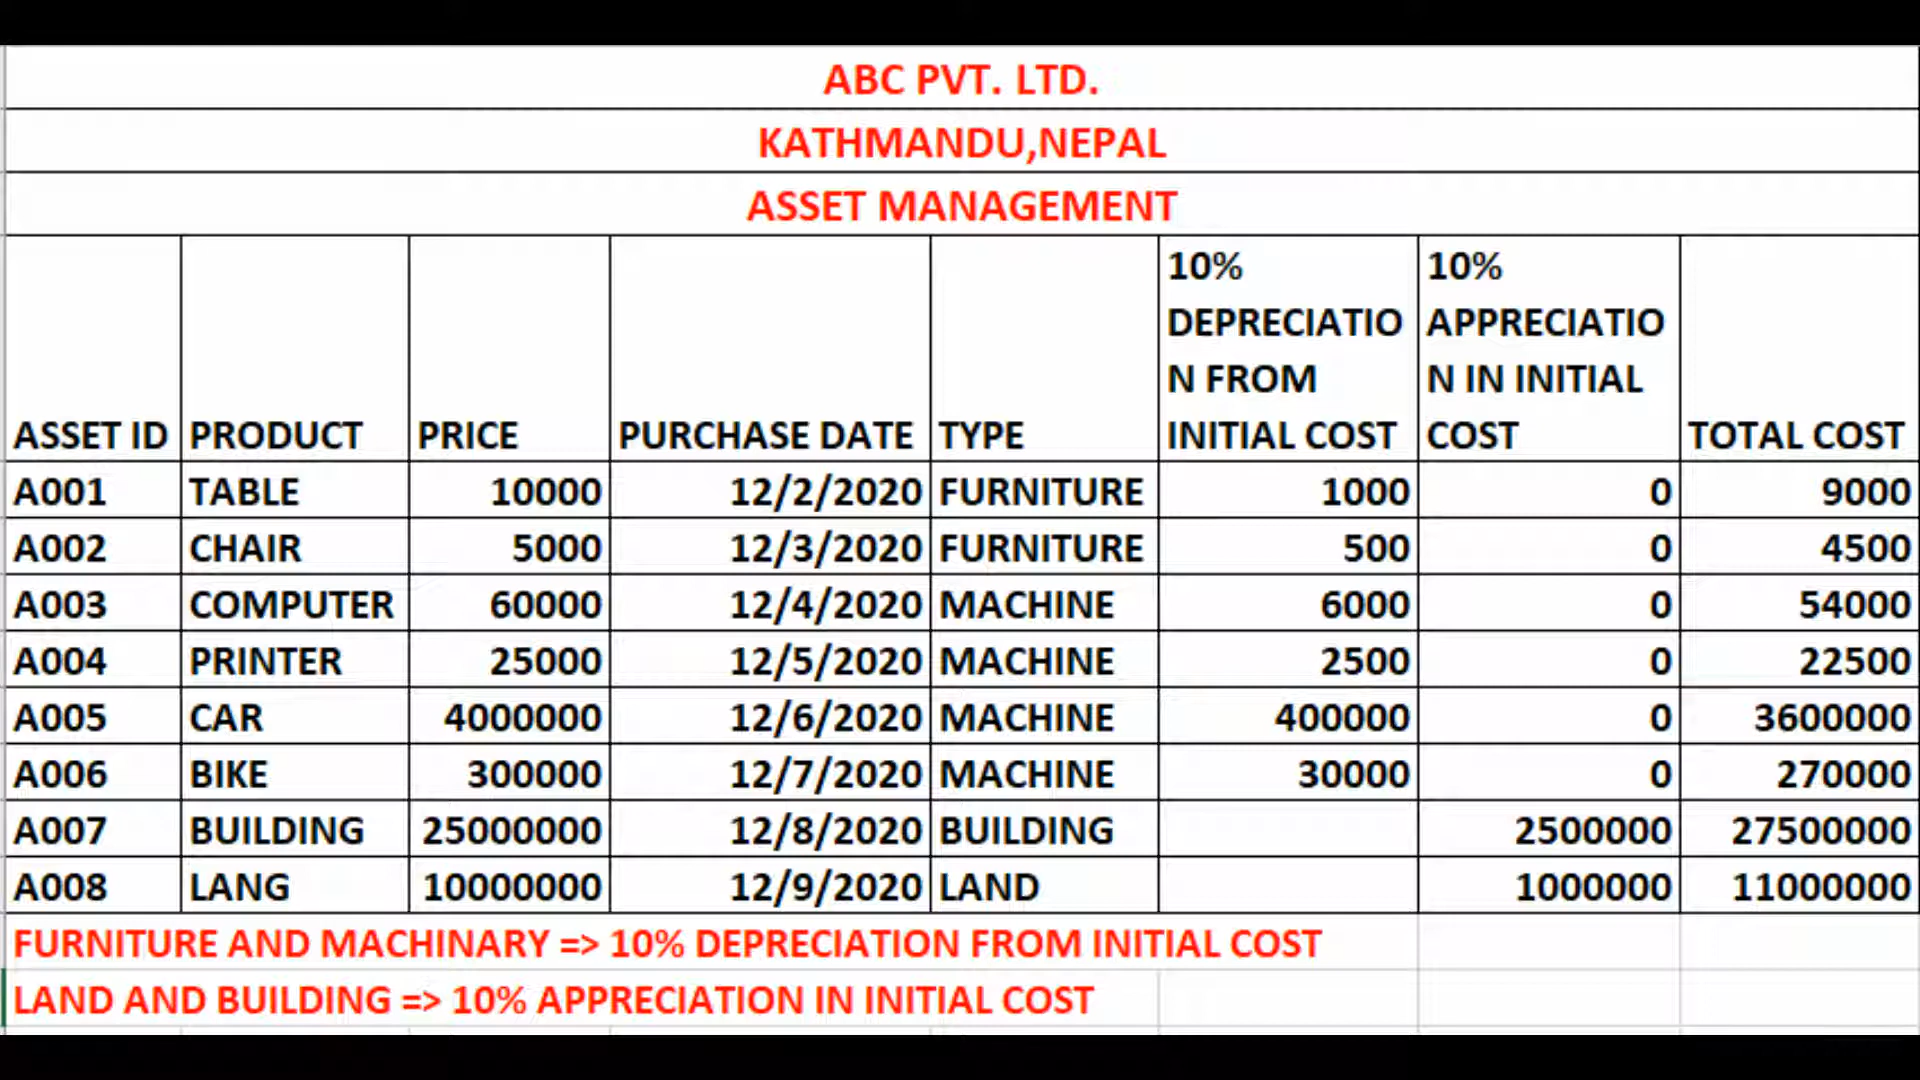 ABC PVT. LTD.
KATHMANDU,NEPAL
ASSET MANAGEMENT
ASSET ID PRODUCT PRICE PURCHASE DATE TYPE 10% DEPRECIATION FROM INITIAL COST 10% APPRECIATION IN INITIAL COST TOTAL COST
A001 TABLE 10000 12/2/2020 FURNITURE 1000 0 9000
A002 CHAIR 5000 12/3/2020 FURNITURE 500 0 4500
A003 COMPUTER 60000 12/4/2020 MACHINE 6000 0 54000
A004 PRINTER 25000 12/5/2020 MACHINE 2500 0 22500
A005 CAR 4000000 12/6/2020 MACHINE 400000 0 3600000
A006 BIKE 300000 12/7/2020 MACHINE 30000 0 270000
A007 BUILDING 25000000 12/8/2020 BUILDING 2500000 27500000
A008 LANG 10000000 12/9/2020 LAND 1000000 11000000
FURNITURE AND MACHINARY => 10% DEPRECIATION FROM INITIAL COST
LAND AND BUILDING => 10% APPRECIATION IN INITIAL COST